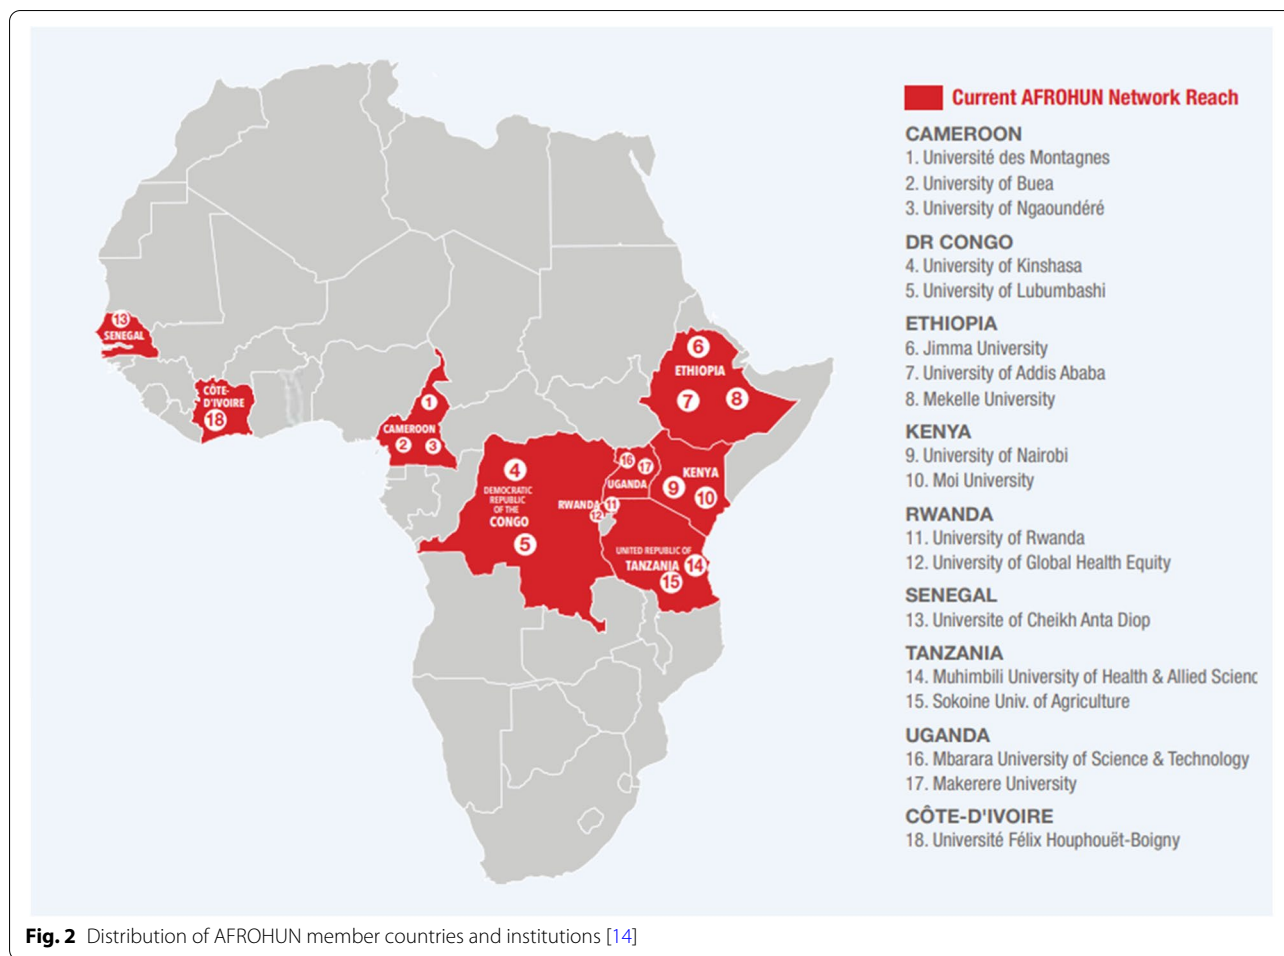 13
SENEGAL
CÔTE-
D'IVOIRE
18
1
CAMEROON
2
3
4
DEMOCRATIC
REPUBLIC
OF THE
CONGO
5
6
ETHIOPIA
7
8
16
17
UGANDA
KENYA
9
10
RWANDA
11
12
UNITED REPUBLIC OF
TANZANIA
14
15
Current AFROHUN Network Reach
CAMEROON
1. Université des Montagnes
2. University of Buea
3. University of Ngaoundéré
DR CONGO
4. University of Kinshasa
5. University of Lubumbashi
ETHIOPIA
6. Jimma University
7. University of Addis Ababa
8. Mekelle University
KENYA
9. University of Nairobi
10. Moi University
RWANDA
11. University of Rwanda
12. University of Global Health Equity
SENEGAL
13. Universite of Cheikh Anta Diop
TANZANIA
14. Muhimbili University of Health & Allied Scienc
15. Sokoine Univ. of Agriculture
UGANDA
16. Mbarara University of Science & Technology
17. Makerere University
CÔTE-D'IVOIRE
18. Université Félix Houphouët-Boigny
Fig. 2 Distribution of AFROHUN member countries and institutions [14]